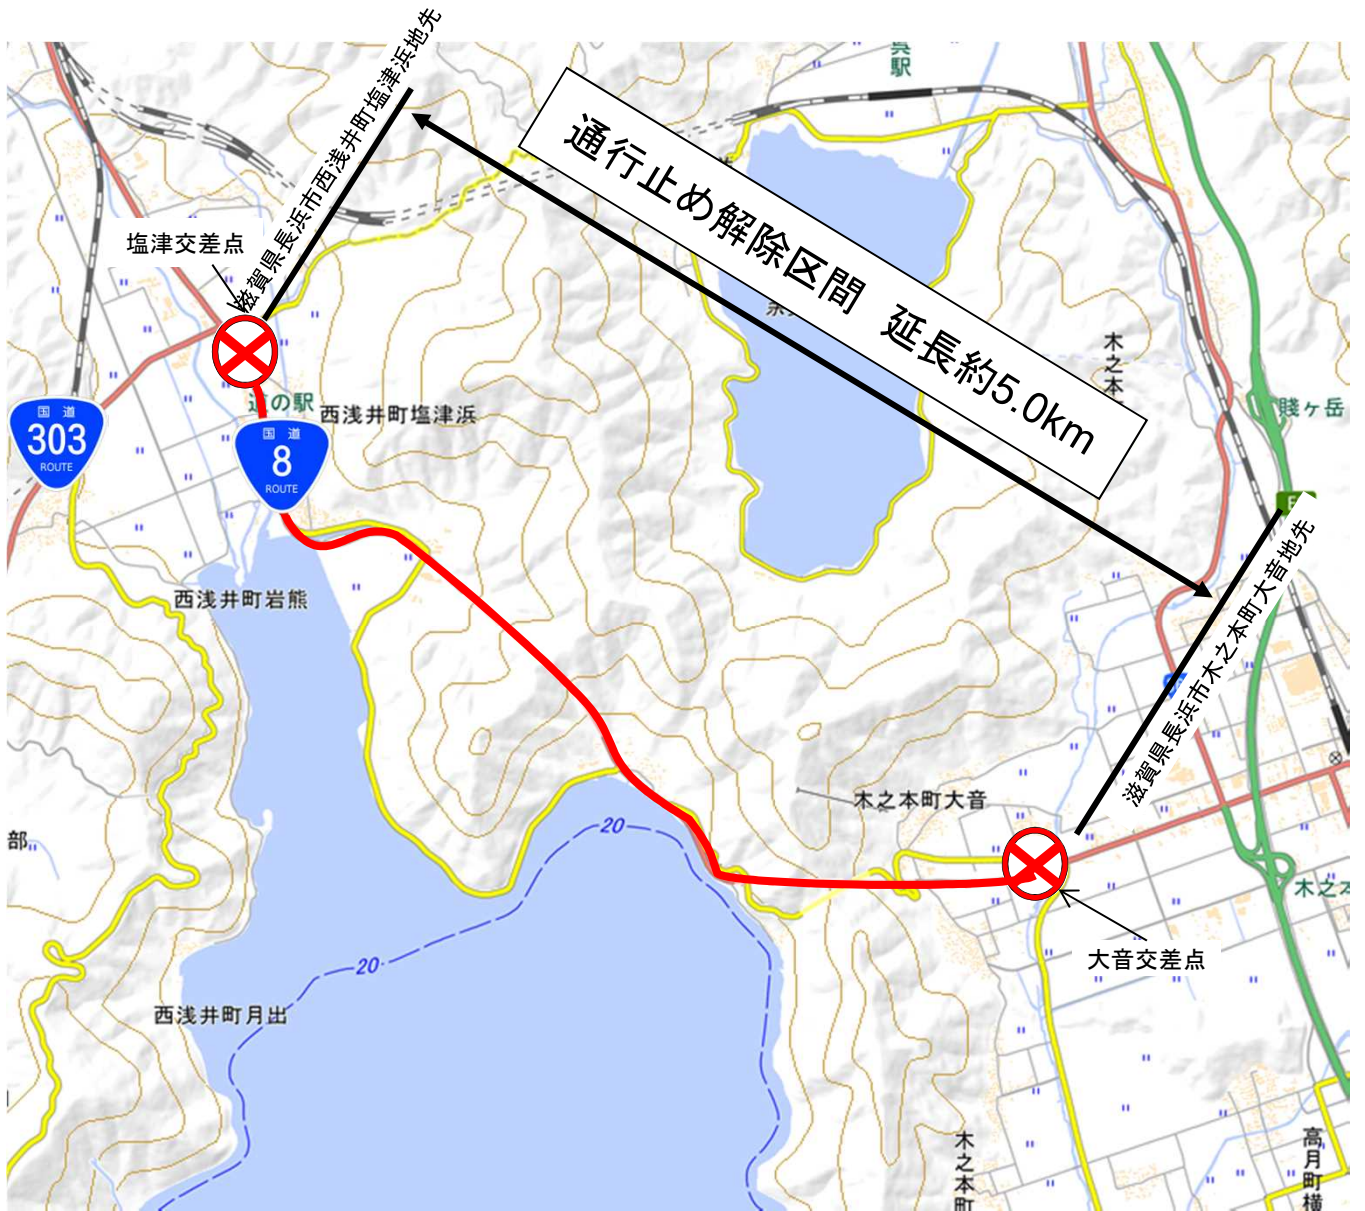 滋賀県長浜市西浅井町塩津浜地先
通行止め解除区間　延長約5.0km
塩津交差点
国道
303
ROUTE
道の駅
西浅井町塩津浜
国道
8
ROUTE
木之本
賤ヶ岳
滋賀県長浜市木之本町大音地先
西浅井町岩熊
木之本町大音
20
部
大音交差点
20
西浅井町月出
木之本町
高月町横